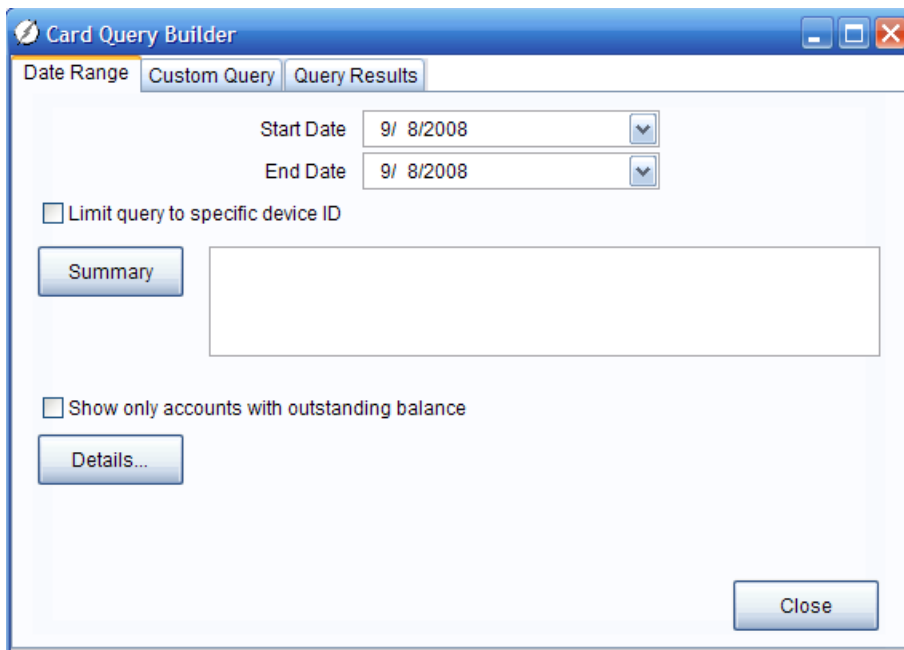 Card Query Builder
Date Range Custom Query Query Results
Start Date 9/ 8/2008
End Date 9/ 8/2008
Limit query to specific device ID
Summary
Show only accounts with outstanding balance
Details...
Close